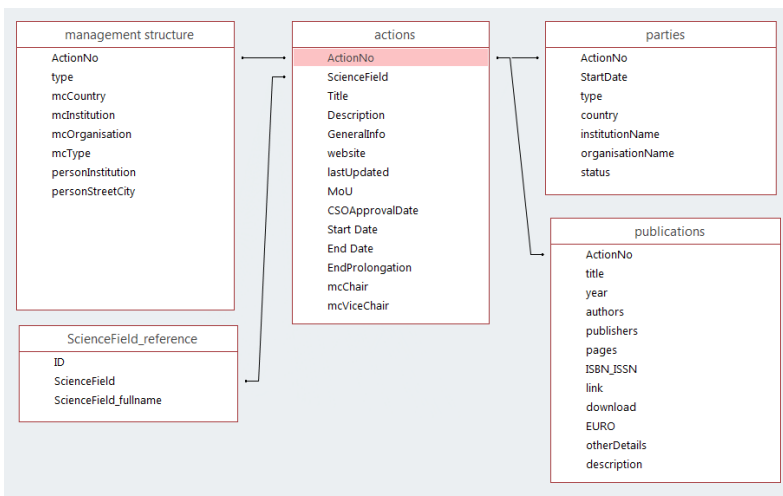 management structure
ActionNo
type
mcCountry
mcInstitution
mcOrganisation
mcType
personInstitution
personStreetCity
actions
ActionNo
ScienceField
Title
Description
GeneralInfo
website
lastUpdated
MoU
CSOApprovalDate
Start Date
End Date
EndProlongation
mcChair
mcViceChair
parties
ActionNo
StartDate
type
country
institutionName
organisationName
status
ScienceField_reference
ID
ScienceField
ScienceField_fullname
publications
ActionNo
title
year
authors
publishers
pages
ISBN_ISSN
link
download
EURO
otherDetails
description